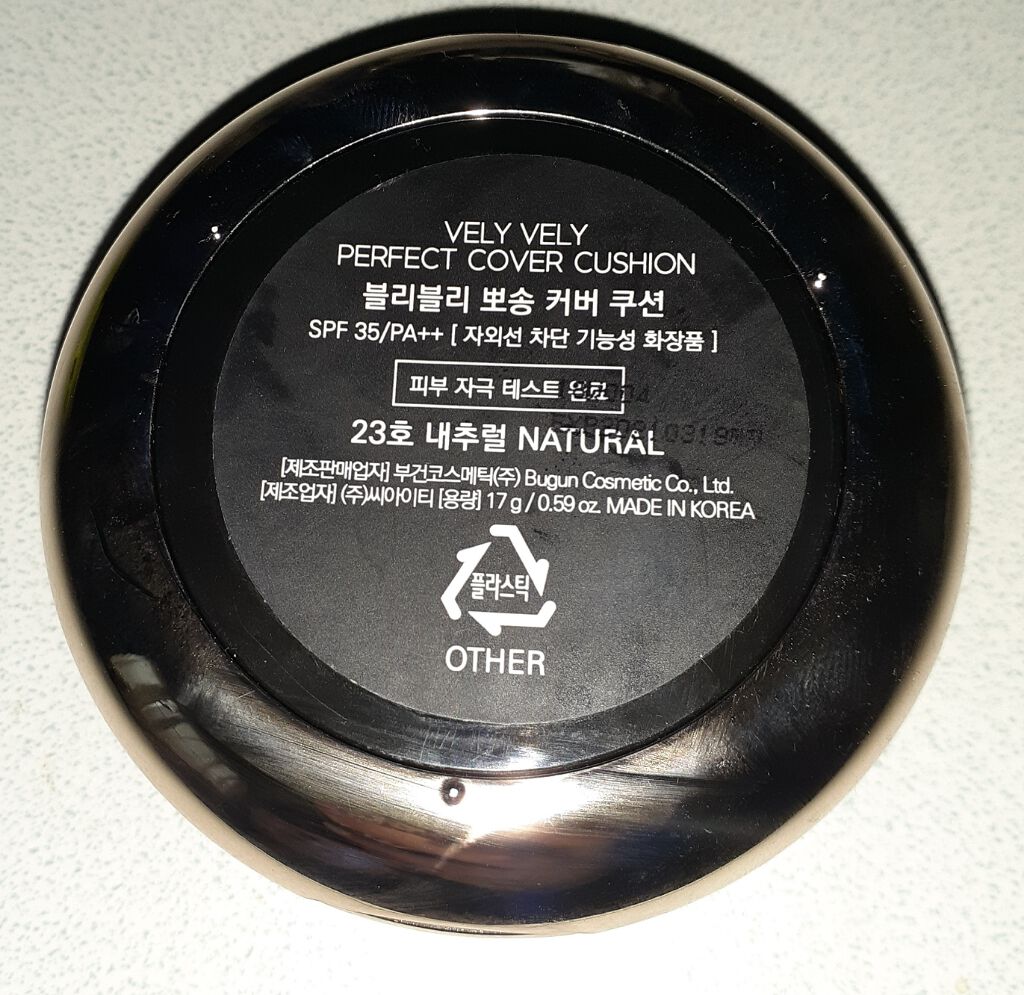 VELY VELY
PERFECT COVER CUSHION
블리블리 뽀송 커버 쿠션
SPF 35/PA++ [ 자외선 차단 기능성 화장품 ]
피부 자극 테스트 완료
23호 내추럴 NATURAL
[제조판매업자] 부건코스메틱(주) Bugun Cosmetic Co., Ltd.
[제조업자] (주)씨아이티 [용량] 17 g / 0.59 oz. MADE IN KOREA
플라스틱
OTHER